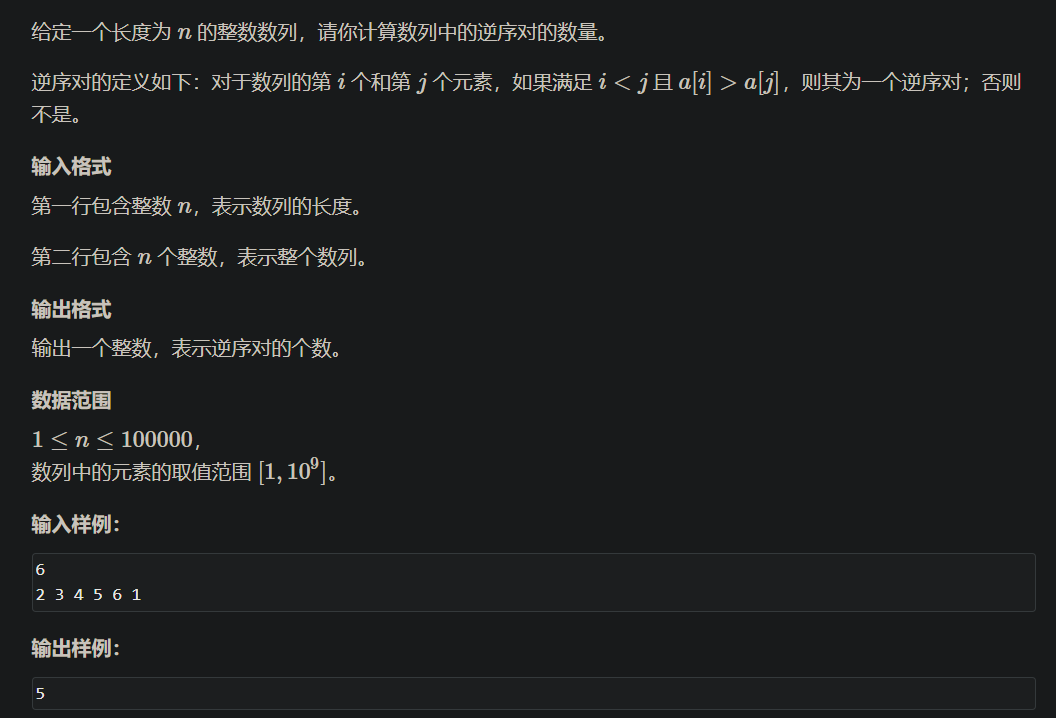 给定一个长度为 n 的整数数列，请你计算数列中的逆序对的数量。
逆序对的定义如下：对于数列的第 i 个和第 j 个元素，如果满足 i < j 且 a[i] > a[j]，则其为一个逆序对；否则
不是。
输入格式
第一行包含整数 n，表示数列的长度。
第二行包含 n 个整数，表示整个数列。
输出格式
输出一个整数，表示逆序对的个数。
数据范围
1 ≤ n ≤ 100000，
数列中的元素的取值范围 [1, 10⁹]。
输入样例：
6
2 3 4 5 6 1
输出样例：
5